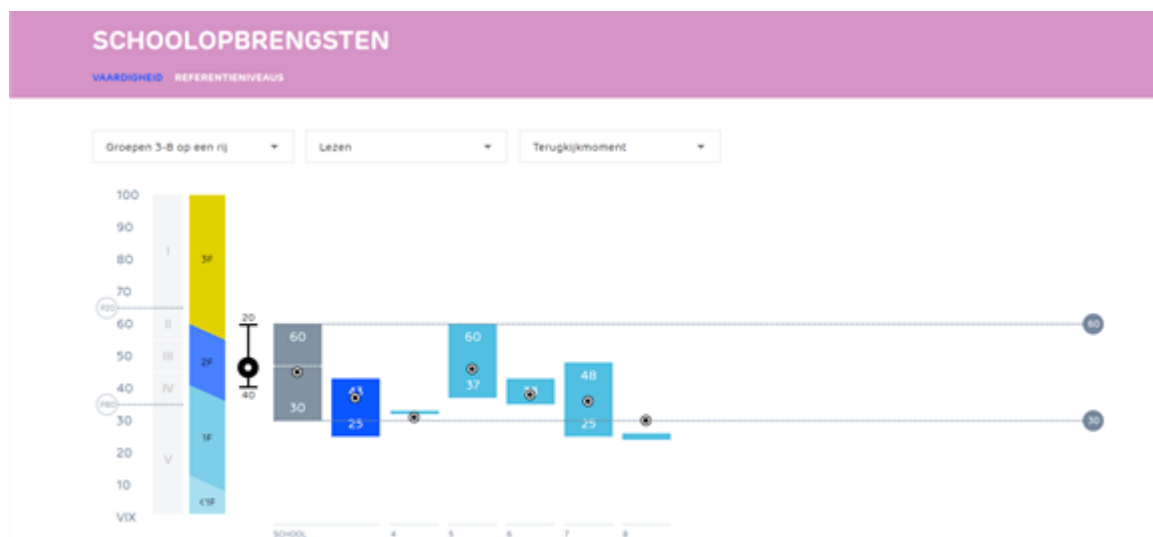 SCHOOLOPBRENGSTEN
VAARDIGHEID REFERENTIENIVEAUS
Groepen 3-8 op een rij Lezen Terugkijkmoment
100
90
80 I 3F
70
P20
60 II 20 60
50 III 2F 60 60
40 IV 40 43 37 48
P80
30 30 25 25 30
20 V 1F
10
<1F
VIX
SCHOOL 4 5 6 7 8